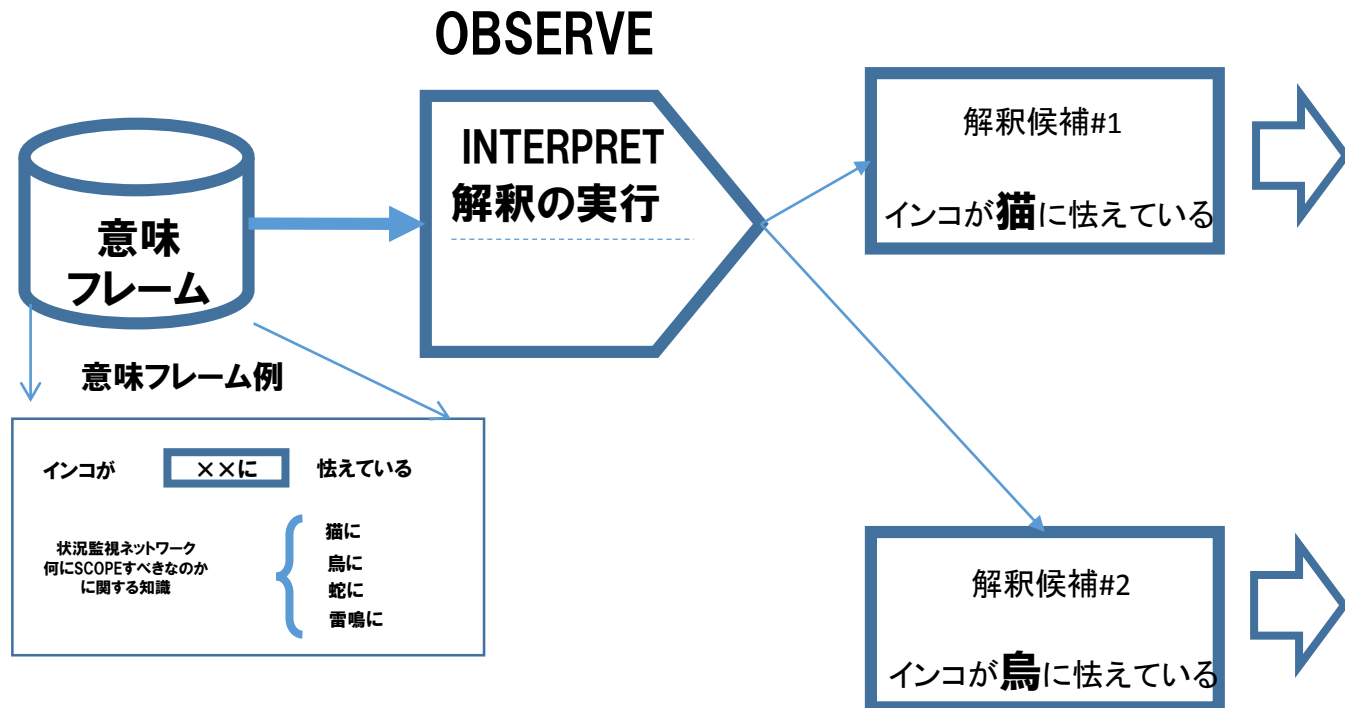 OBSERVE
INTERPRET
解釈の実行
意味
フレーム
意味フレーム例
インコが
××に
怯えている
状況監視ネットワーク
何にSCOPEすべきなのか
に関する知識
猫に
烏に
蛇に
雷鳴に
解釈候補#1
インコが猫に怯えている
解釈候補#2
インコが烏に怯えている